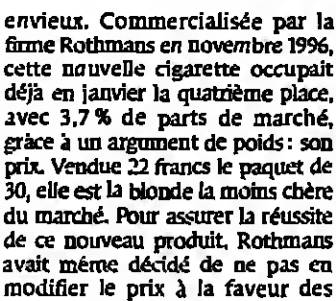 envieux. Commercialisée par la
firme Rothmans en novembre 1996,
cette nouvelle cigarette occupait
déjà en janvier la quatrième place,
avec 3,7 % de parts de marché,
grâce à un argument de poids : son
prix. Vendue 22 francs le paquet de
30, elle est la blonde la moins chère
du marché. Pour assurer la réussite
de ce nouveau produit, Rothmans
avait même décidé de ne pas en
modifier le prix à la faveur des